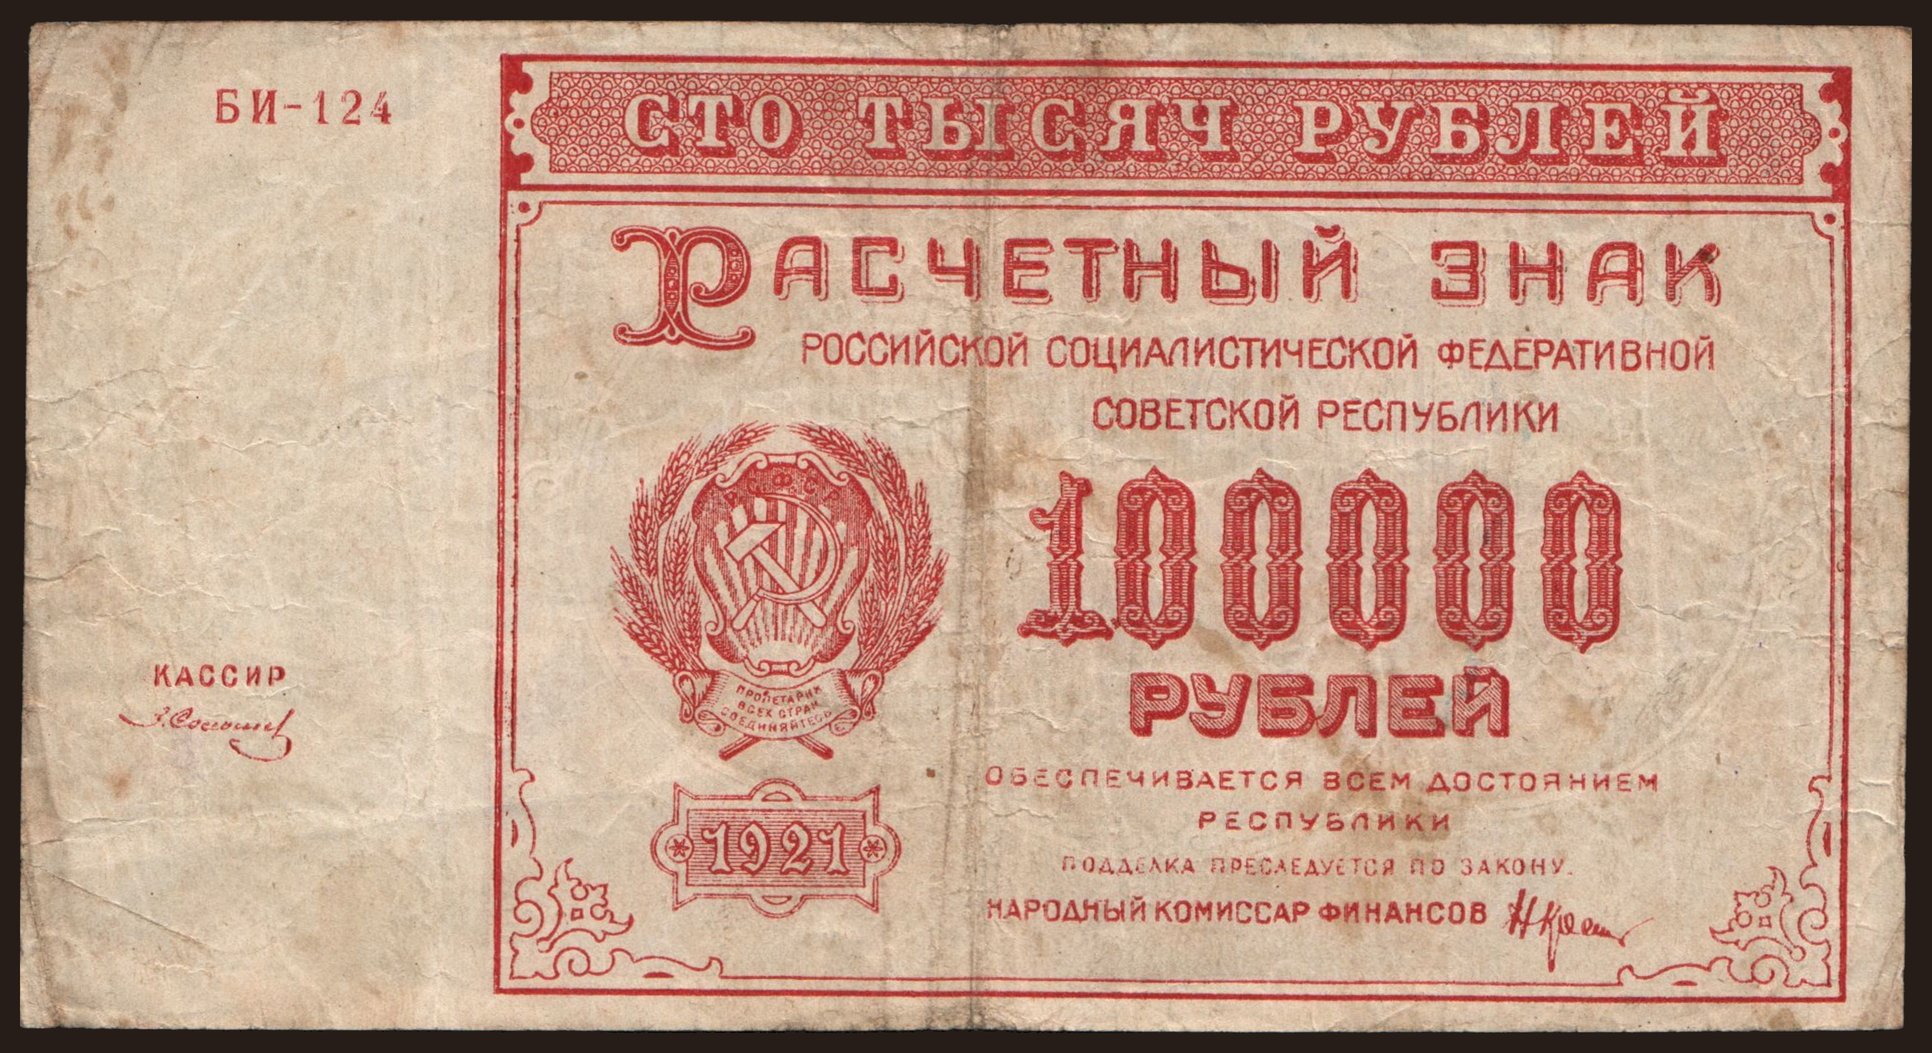 БИ-124
СТО ТЫСЯЧ РУБЛЕЙ
РАСЧЕТНЫЙ ЗНАК
РОССИЙСКОЙ СОЦИАЛИСТИЧЕСКОЙ ФЕДЕРАТИВНОЙ
СОВЕТСКОЙ РЕСПУБЛИКИ
Р.С.Ф.С.Р.
100000
РУБЛЕЙ
КАССИР
ПРОЛЕТАРИИ
ВСЕХ СТРАН
СОЕДИНЯЙТЕСЬ
1921
ОБЕСПЕЧИВАЕТСЯ ВСЕМ ДОСТОЯНИЕМ
РЕСПУБЛИКИ
ПОДДЕЛКА ПРЕСЛЕДУЕТСЯ ПО ЗАКОНУ.
НАРОДНЫЙ КОМИССАР ФИНАНСОВ